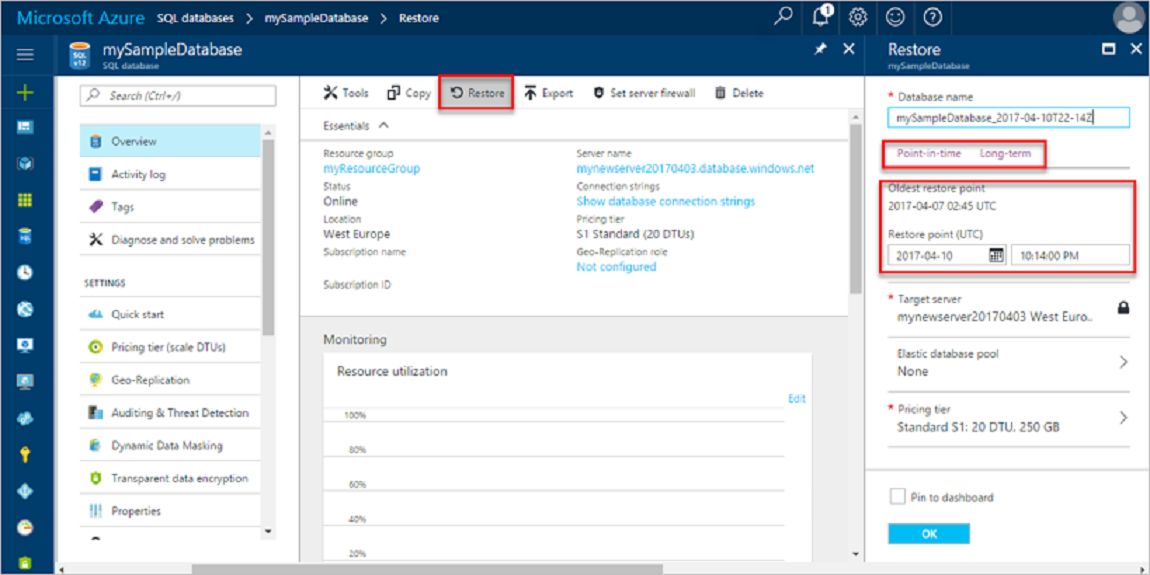 Microsoft Azure SQL databases > mySampleDatabase > Restore
1
mySampleDatabase
SQL database
SQL
v12
Search (Ctrl+/)
Overview
Activity log
Tags
Diagnose and solve problems
SETTINGS
Quick start
Pricing tier (scale DTUs)
Geo-Replication
Auditing & Threat Detection
Dynamic Data Masking
Transparent data encryption
Properties
Tools Copy Restore Export Set server firewall Delete
Essentials
Resource group
myResourceGroup
Status
Online
Location
West Europe
Subscription name
Subscription ID
Server name
mynewserver20170403.database.windows.net
Connection strings
Show database connection strings
Pricing tier
S1 Standard (20 DTUs)
Geo-Replication role
Not configured
Monitoring
Resource utilization
Edit
100%
80%
60%
40%
20%
Restore
mySampleDatabase
* Database name
mySampleDatabase_2017-04-10T22-14Z
Point-in-time Long-term
Oldest restore point
2017-04-07 02:45 UTC
Restore point (UTC)
2017-04-10 10:14:00 PM
* Target server
mynewserver20170403 West Euro..
Elastic database pool
None
* Pricing tier
Standard S1: 20 DTU, 250 GB
Pin to dashboard
OK